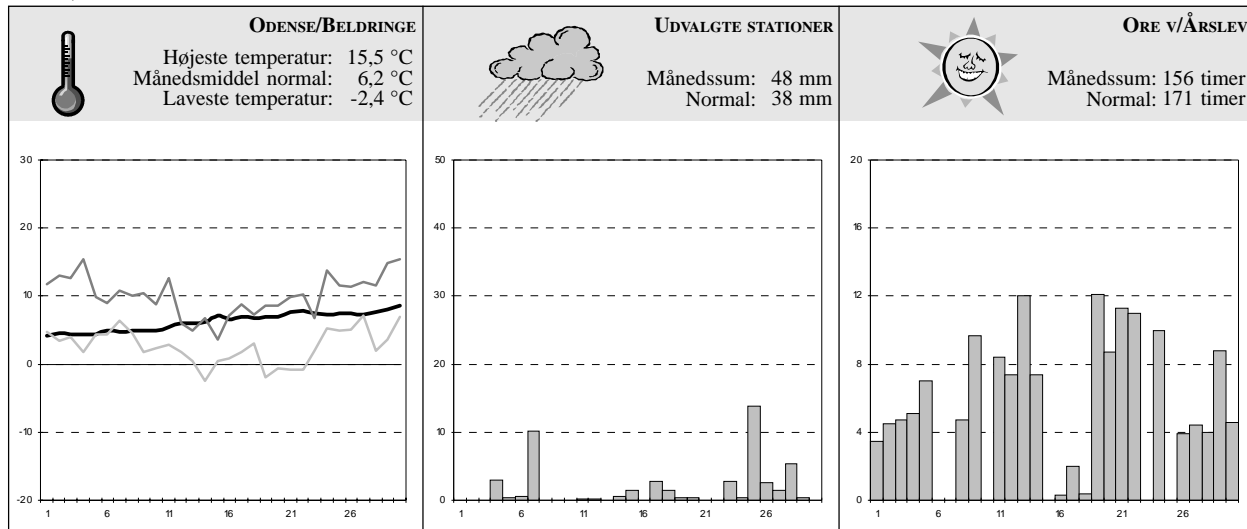 ODENSE/BELDRINGE
Højeste temperatur: 15,5 °C
Månedsmiddel normal: 6,2 °C
Laveste temperatur: -2,4 °C
30
20
10
0
-10
-20
1 6 11 16 21 26
UDVALGTE STATIONER
Månedssum: 48 mm
Normal: 38 mm
50
40
30
20
10
0
1 6 11 16 21 26
ORE V/ÅRSLEV
Månedssum: 156 timer
Normal: 171 timer
20
16
12
8
4
0
1 6 11 16 21 26